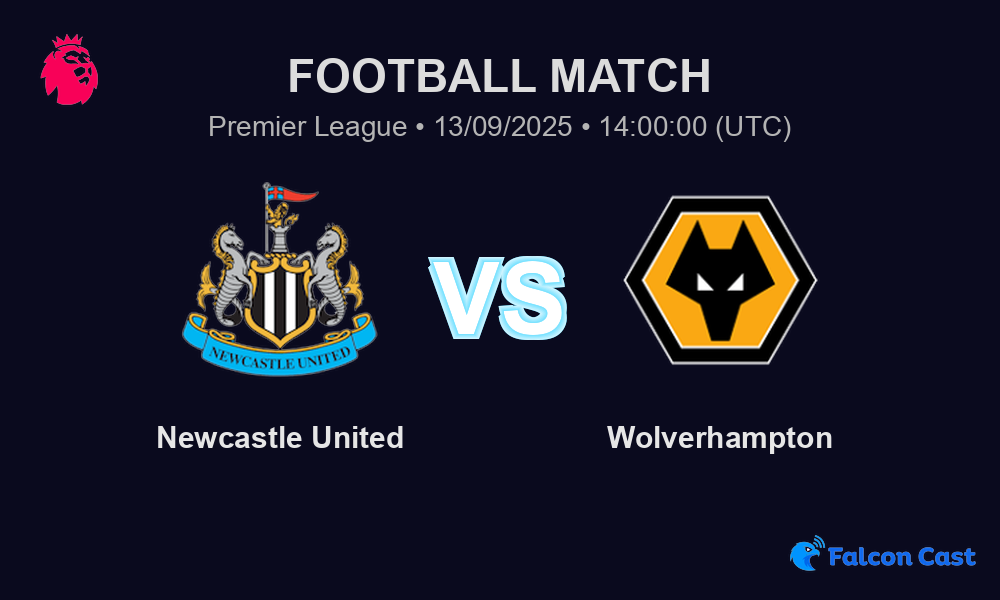 FOOTBALL MATCH
Premier League • 13/09/2025 • 14:00:00 (UTC)
NEWCASTLE UNITED
VS
Newcastle United
Wolverhampton
Falcon Cast